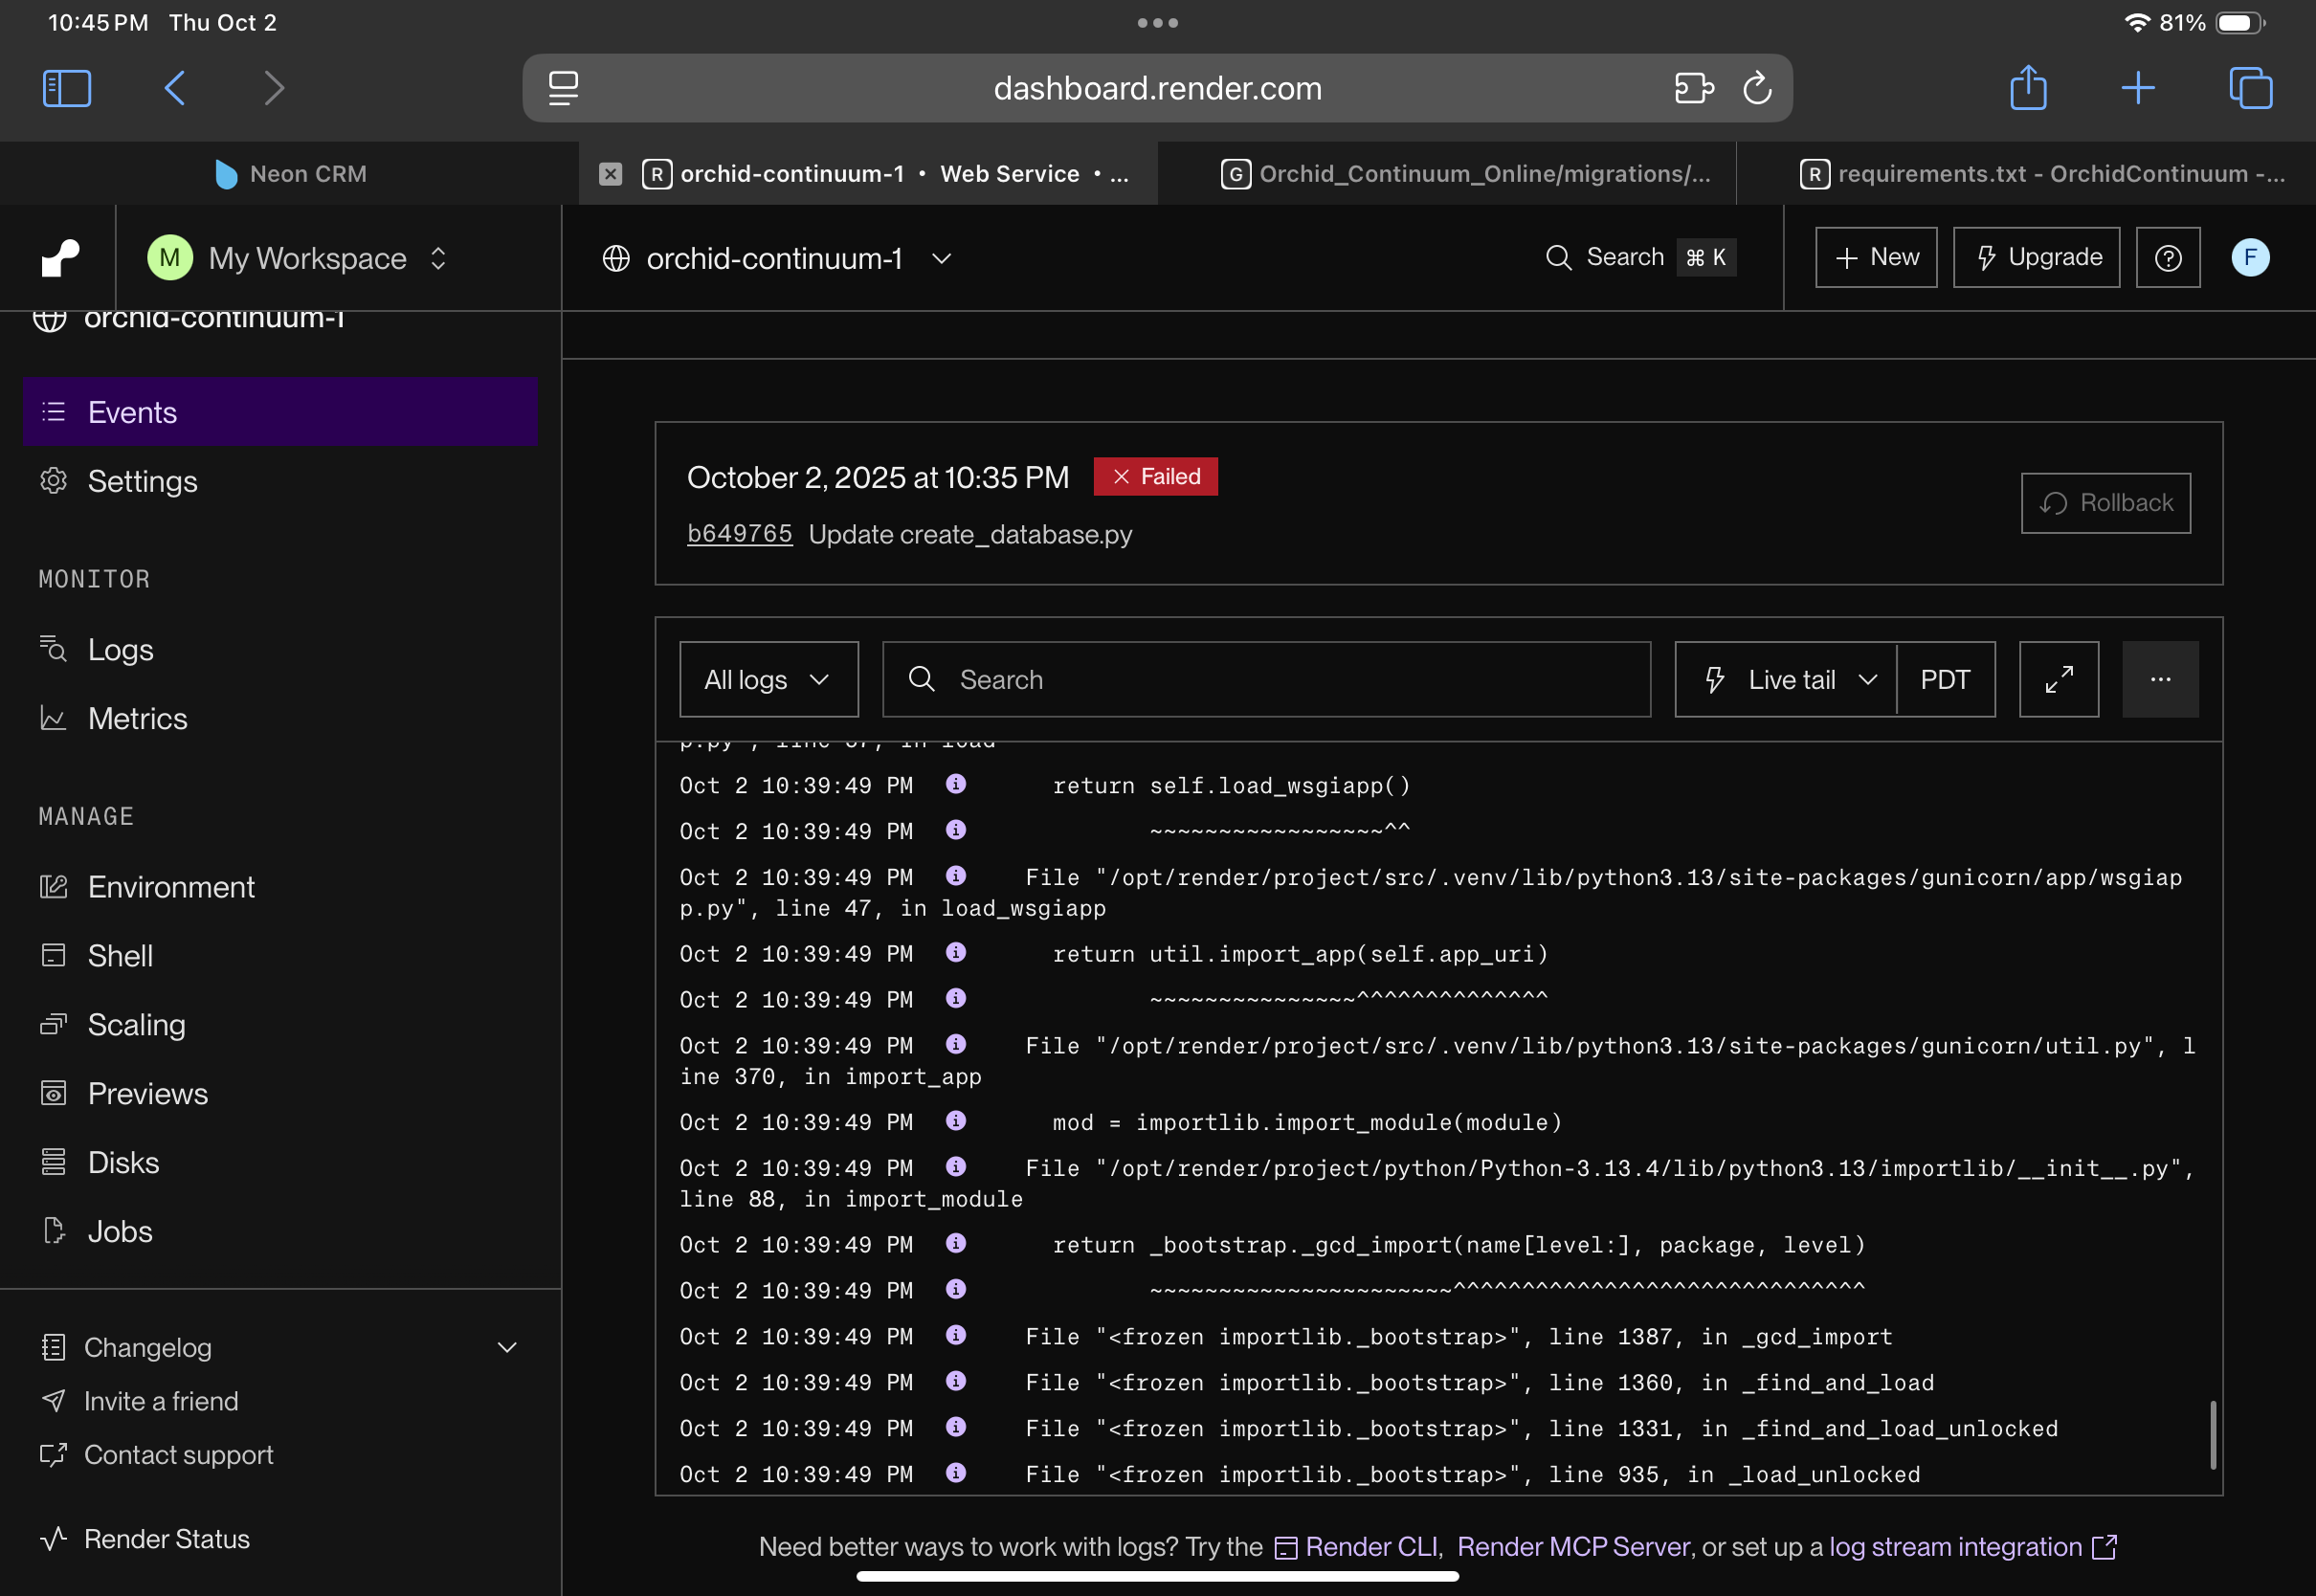 10:45 PM Thu Oct 2
81%
dashboard.render.com
Neon CRM
R orchid-continuum-1 • Web Service • ...
G Orchid_Continuum_Online/migrations/...
R requirements.txt - OrchidContinuum -...
M My Workspace
orchid-continuum-1
Search ⌘ K
+ New
Upgrade
?
F
orchid-continuum-1
Events
Settings
MONITOR
Logs
Metrics
MANAGE
Environment
Shell
Scaling
Previews
Disks
Jobs
Changelog
Invite a friend
Contact support
Render Status
October 2, 2025 at 10:35 PM
Failed
b649765 Update create_database.py
Rollback
All logs
Search
Live tail
PDT
...
p.py", line 67, in load
Oct 2 10:39:49 PM return self.load_wsgiapp()
Oct 2 10:39:49 PM ~~~~~~~~~~~~~~~~~^^
Oct 2 10:39:49 PM File "/opt/render/project/src/.venv/lib/python3.13/site-packages/gunicorn/app/wsgiap
p.py", line 47, in load_wsgiapp
Oct 2 10:39:49 PM return util.import_app(self.app_uri)
Oct 2 10:39:49 PM ~~~~~~~~~~~~~~~^^^^^^^^^^^^^^
Oct 2 10:39:49 PM File "/opt/render/project/src/.venv/lib/python3.13/site-packages/gunicorn/util.py", l
ine 370, in import_app
Oct 2 10:39:49 PM mod = importlib.import_module(module)
Oct 2 10:39:49 PM File "/opt/render/project/python/Python-3.13.4/lib/python3.13/importlib/__init__.py",
line 88, in import_module
Oct 2 10:39:49 PM return _bootstrap._gcd_import(name[level:], package, level)
Oct 2 10:39:49 PM ~~~~~~~~~~~~~~~~~~~~~~^^^^^^^^^^^^^^^^^^^^^^^^^^^^^^
Oct 2 10:39:49 PM File "<frozen importlib._bootstrap>", line 1387, in _gcd_import
Oct 2 10:39:49 PM File "<frozen importlib._bootstrap>", line 1360, in _find_and_load
Oct 2 10:39:49 PM File "<frozen importlib._bootstrap>", line 1331, in _find_and_load_unlocked
Oct 2 10:39:49 PM File "<frozen importlib._bootstrap>", line 935, in _load_unlocked
Need better ways to work with logs? Try the Render CLI, Render MCP Server, or set up a log stream integration